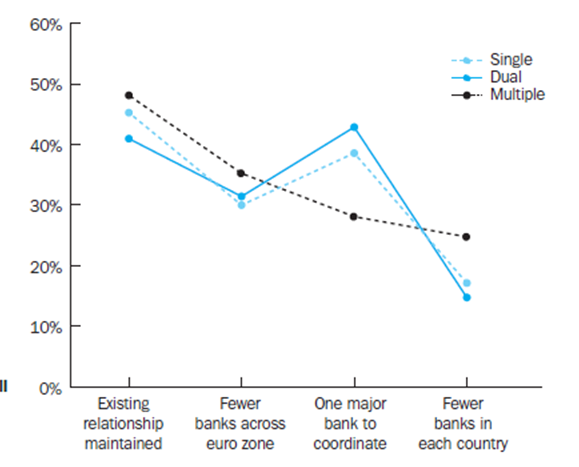 60%
50%
40%
30%
20%
10%
0%
Single
Dual
Multiple
ll
Existing
relationship
maintained
Fewer
banks across
euro zone
One major
bank to
coordinate
Fewer
banks in
each country